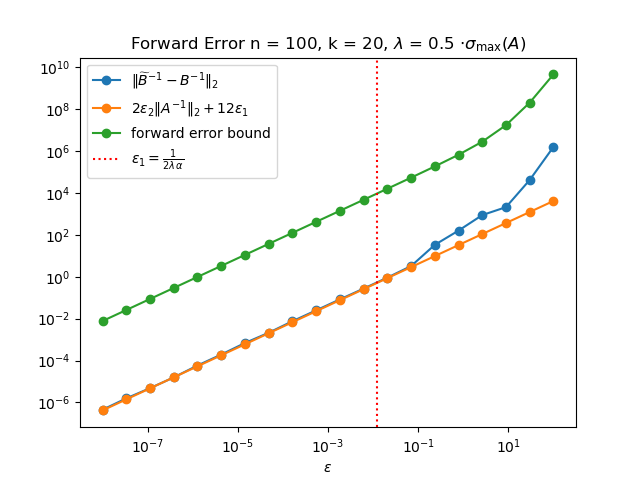 Forward Error n = 100, k = 20, λ = 0.5 ·σ_max(A)
10^10
10^8
10^6
10^4
10^2
10^0
10^−2
10^−4
10^−6
‖B̃^−1 − B^−1‖_2
2ε_2‖A^−1‖_2 + 12ε_1
forward error bound
ε_1 = 1/(2λα)
10^−7
10^−5
10^−3
10^−1
10^1
ε